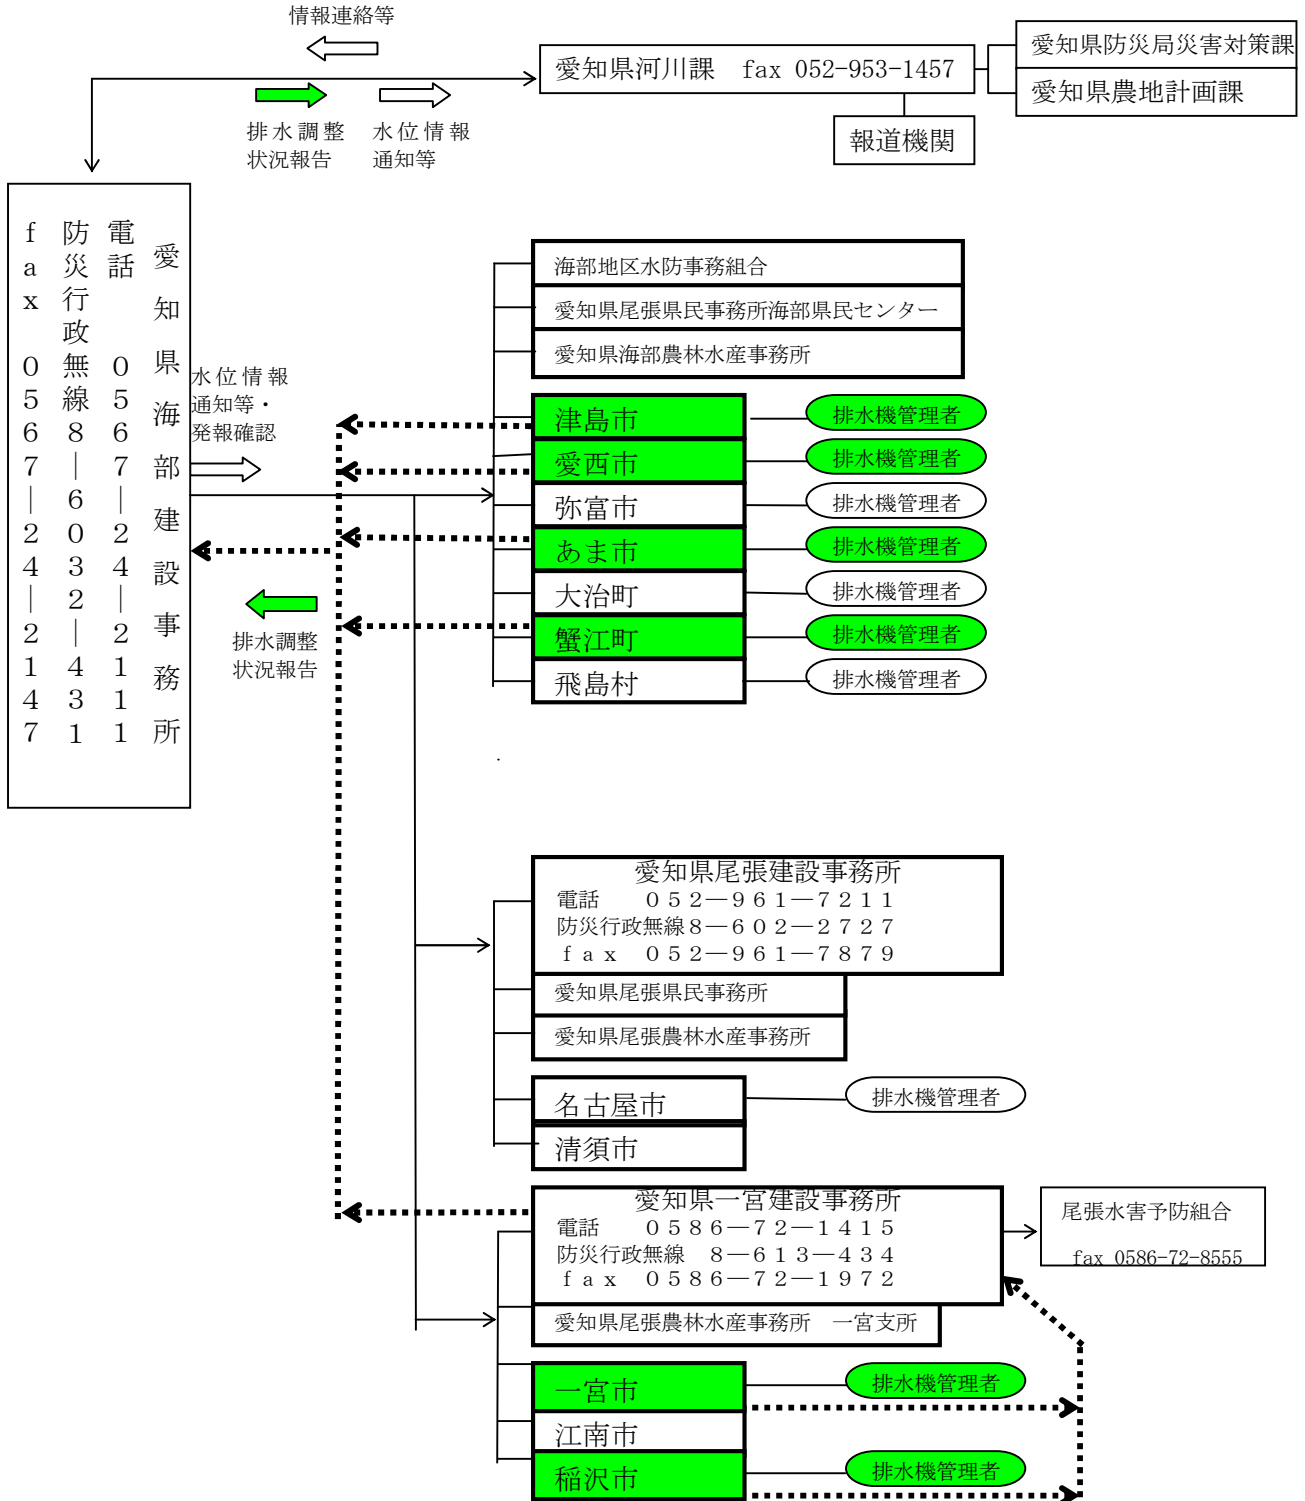 情報連絡等
愛知県河川課　fax 052-953-1457
愛知県防災局災害対策課
愛知県農地計画課
報道機関
排水調整
状況報告
水位情報
通知等
愛知県海部建設事務所
電話　０５６７―２４―２１１１
防災行政無線８―６０３２―４３１
ｆａｘ　０５６７―２４―２１４７
水位情報
通知等・
発報確認
排水調整
状況報告
海部地区水防事務組合
愛知県尾張県民事務所海部県民センター
愛知県海部農林水産事務所
津島市
排水機管理者
愛西市
排水機管理者
弥富市
排水機管理者
あま市
排水機管理者
大治町
排水機管理者
蟹江町
排水機管理者
飛島村
排水機管理者
愛知県尾張建設事務所
電話　０５２―９６１―７２１１
防災行政無線８―６０２―２７２７
ｆａｘ　０５２―９６１―７８７９
愛知県尾張県民事務所
愛知県尾張農林水産事務所
名古屋市
排水機管理者
清須市
愛知県一宮建設事務所
電話　０５８６―７２―１４１５
防災行政無線　８―６１３―４３４
ｆａｘ　０５８６―７２―１９７２
尾張水害予防組合
fax 0586-72-8555
愛知県尾張農林水産事務所　一宮支所
一宮市
排水機管理者
江南市
稲沢市
排水機管理者